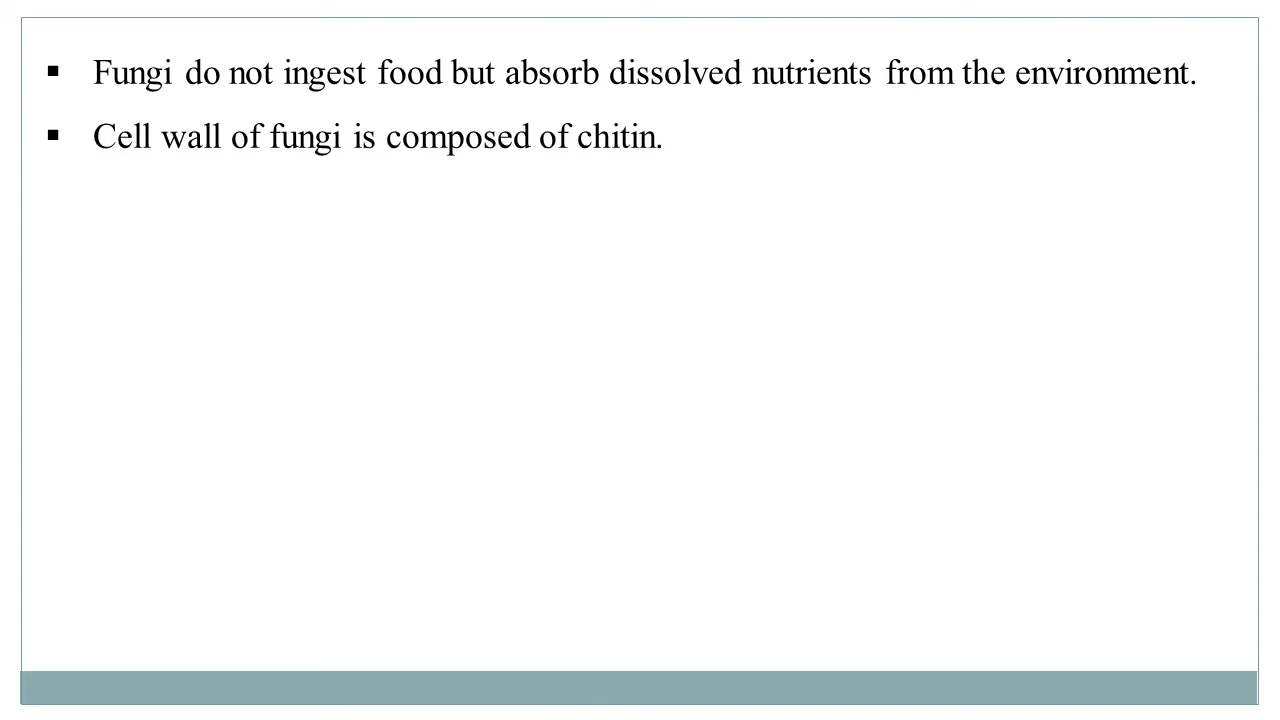 ▪ Fungi do not ingest food but absorb dissolved nutrients from the environment.
▪ Cell wall of fungi is composed of chitin.